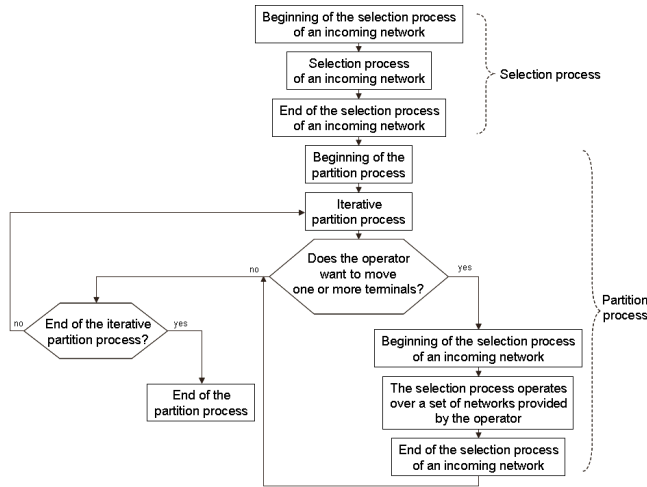 Beginning of the selection process
of an incoming network
Selection process
of an incoming network
Selection process
End of the selection process
of an incoming network
Beginning of the
partition process
Iterative
partition process
Does the operator
want to move
one or more terminals?
no
yes
End of the iterative
partition process?
no
yes
End of the
partition process
Beginning of the selection process
of an incoming network
The selection process operates
over a set of networks provided
by the operator
End of the selection process
of an incoming network
Partition
process